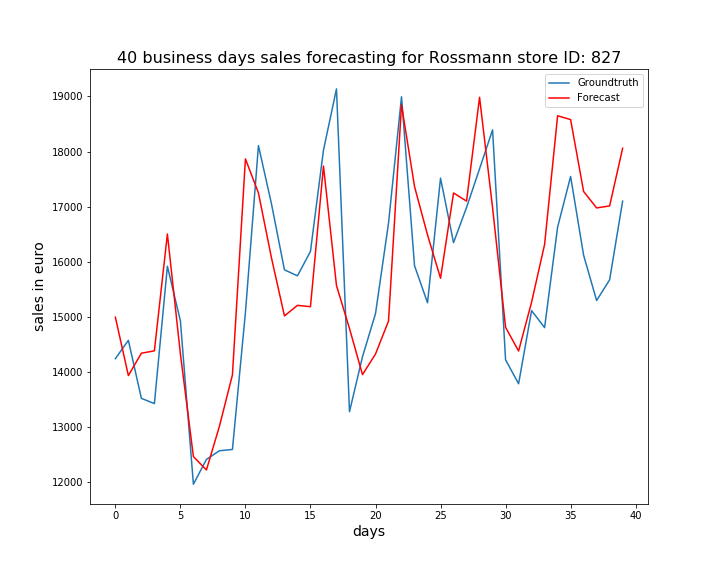 40 business days sales forecasting for Rossmann store ID: 827
Groundtruth
Forecast
sales in euro
19000
18000
17000
16000
15000
14000
13000
12000
0 5 10 15 20 25 30 35 40
days